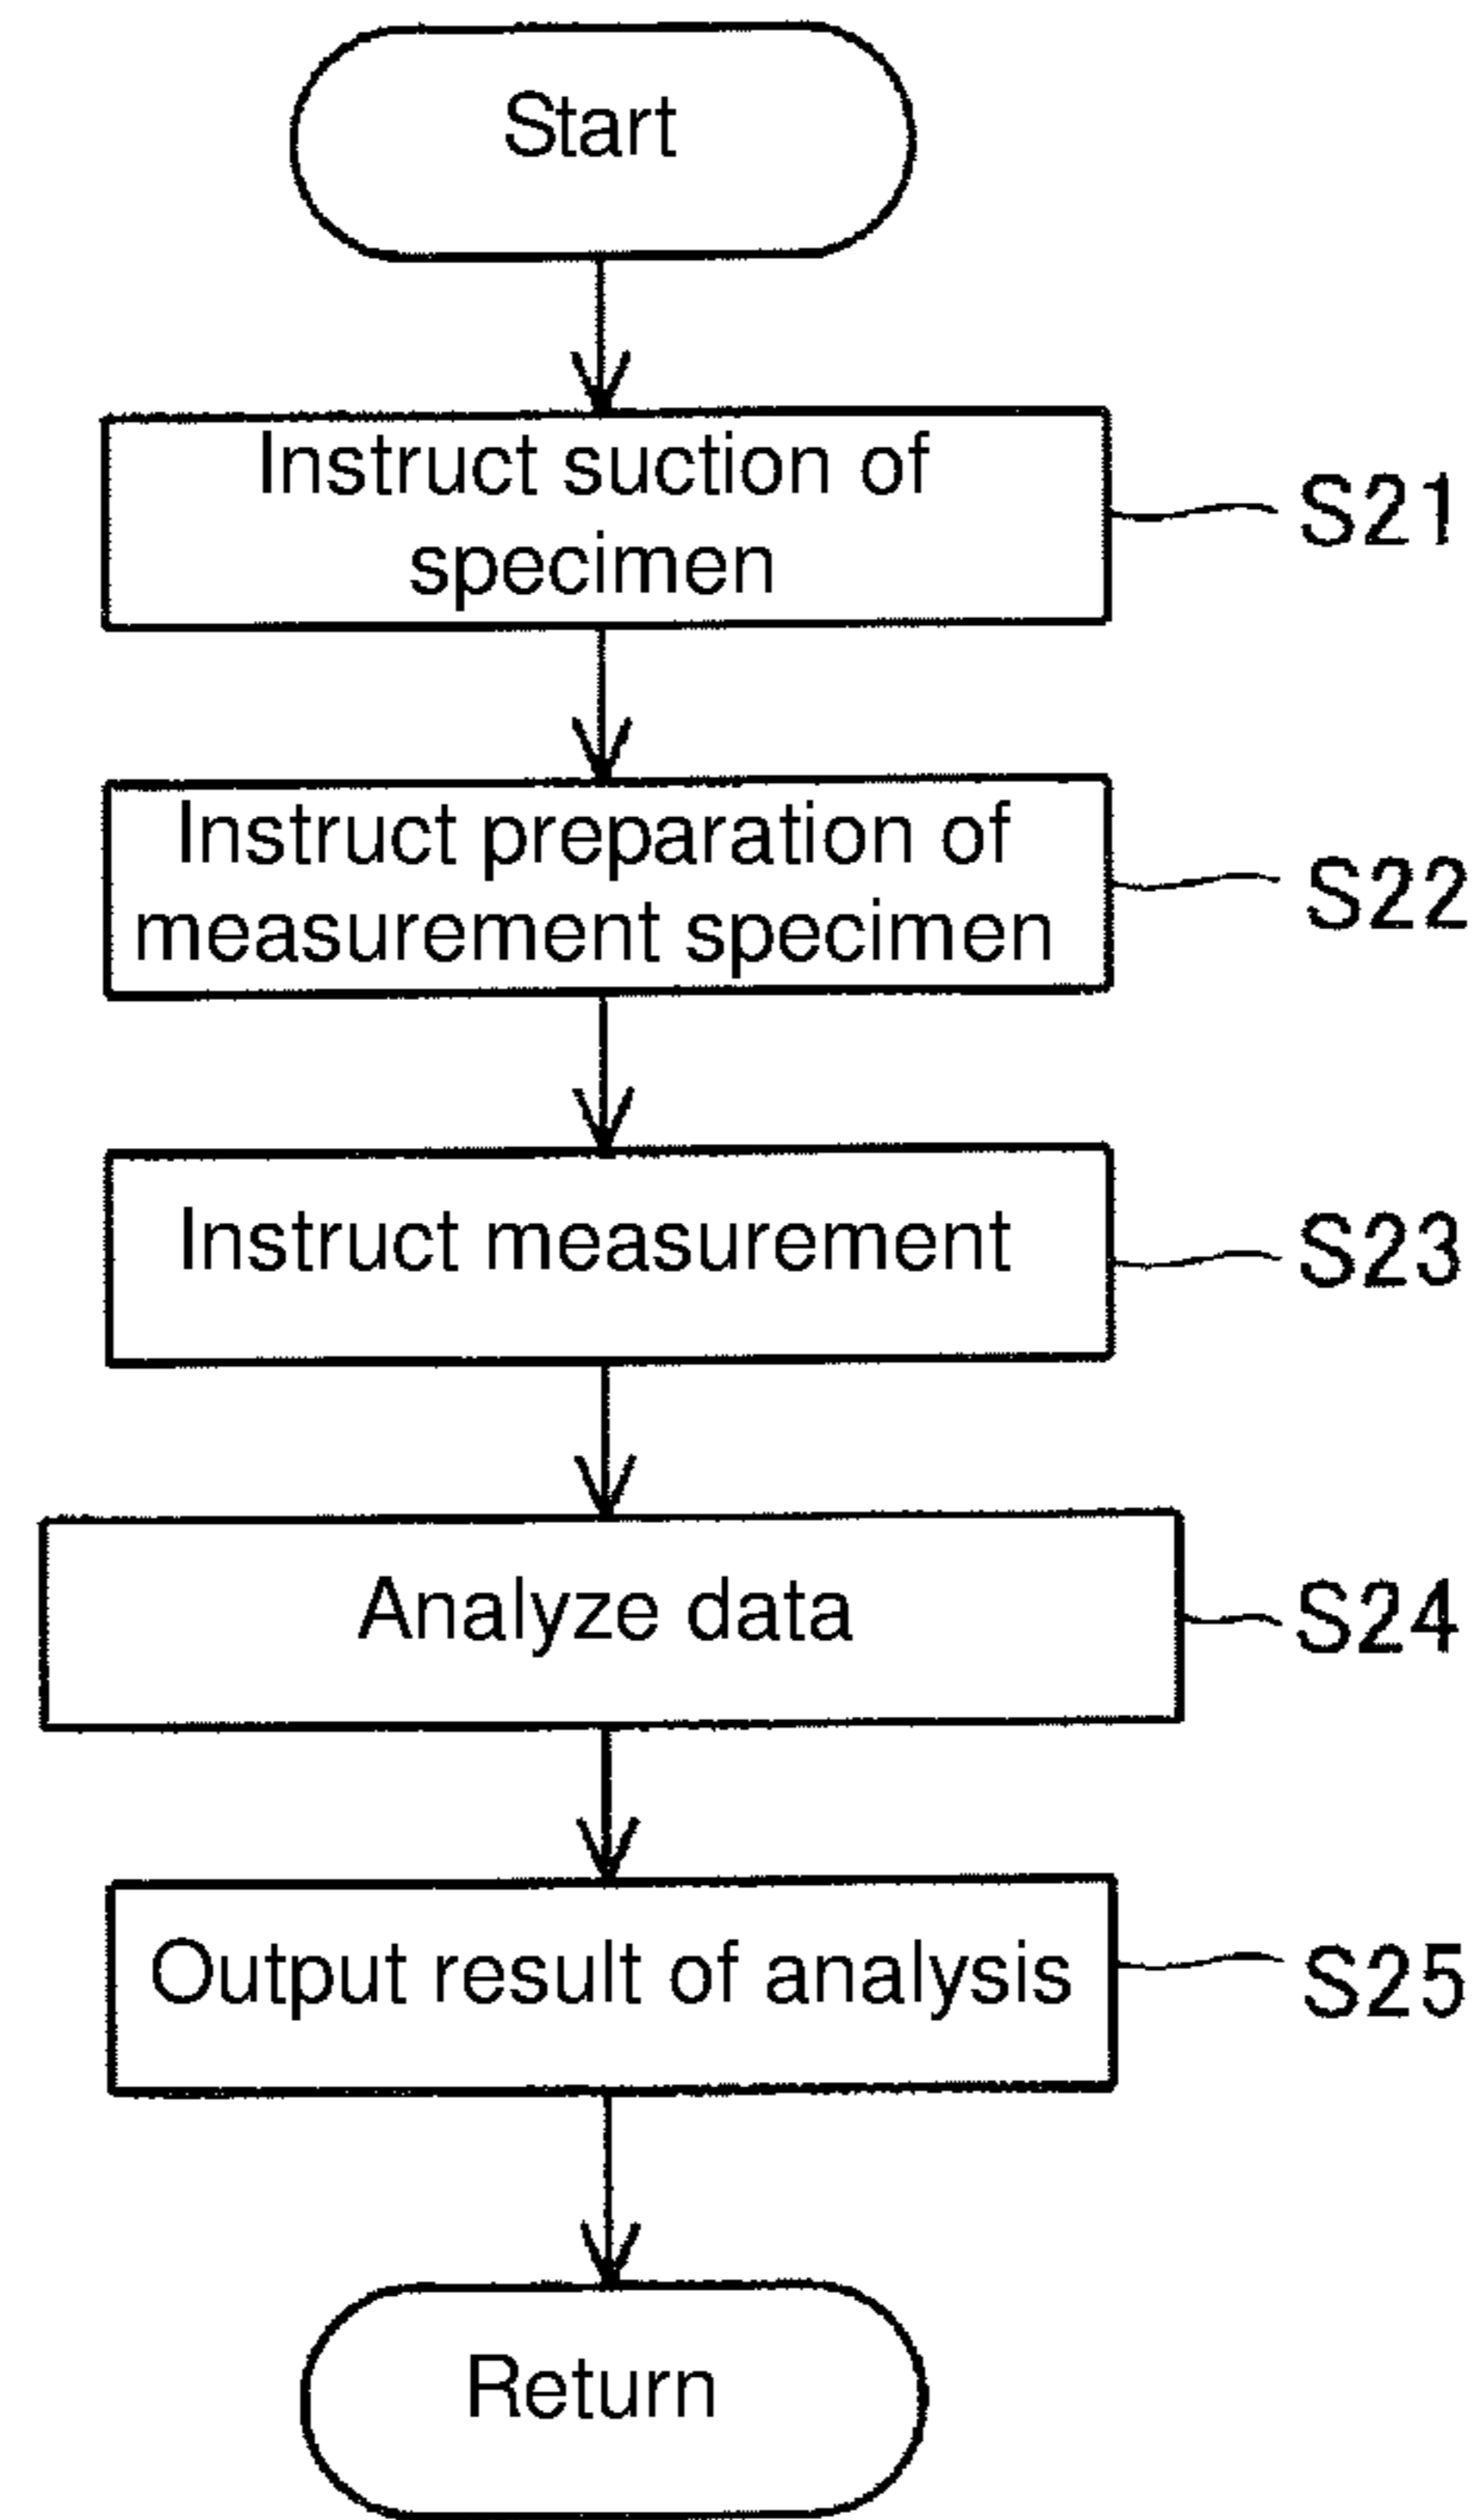 Start
Instruct suction of
specimen
S21
Instruct preparation of
measurement specimen
S22
Instruct measurement
S23
Analyze data
S24
Output result of analysis
S25
Return